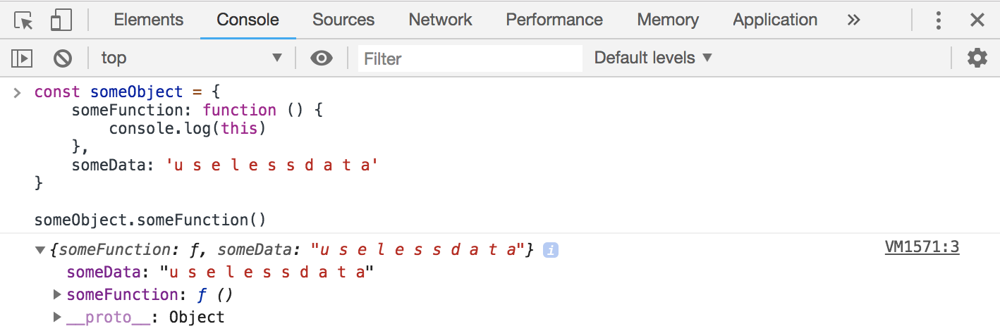 Elements Console Sources Network Performance Memory Application »
top ▼ Filter Default levels ▼
> const someObject = {
    someFunction: function () {
        console.log(this)
    },
    someData: 'u s e l e s s d a t a'
}
someObject.someFunction()
▼{someFunction: ƒ, someData: "u s e l e s s d a t a"} i VM1571:3
someData: "u s e l e s s d a t a"
▶ someFunction: ƒ ()
▶ __proto__: Object